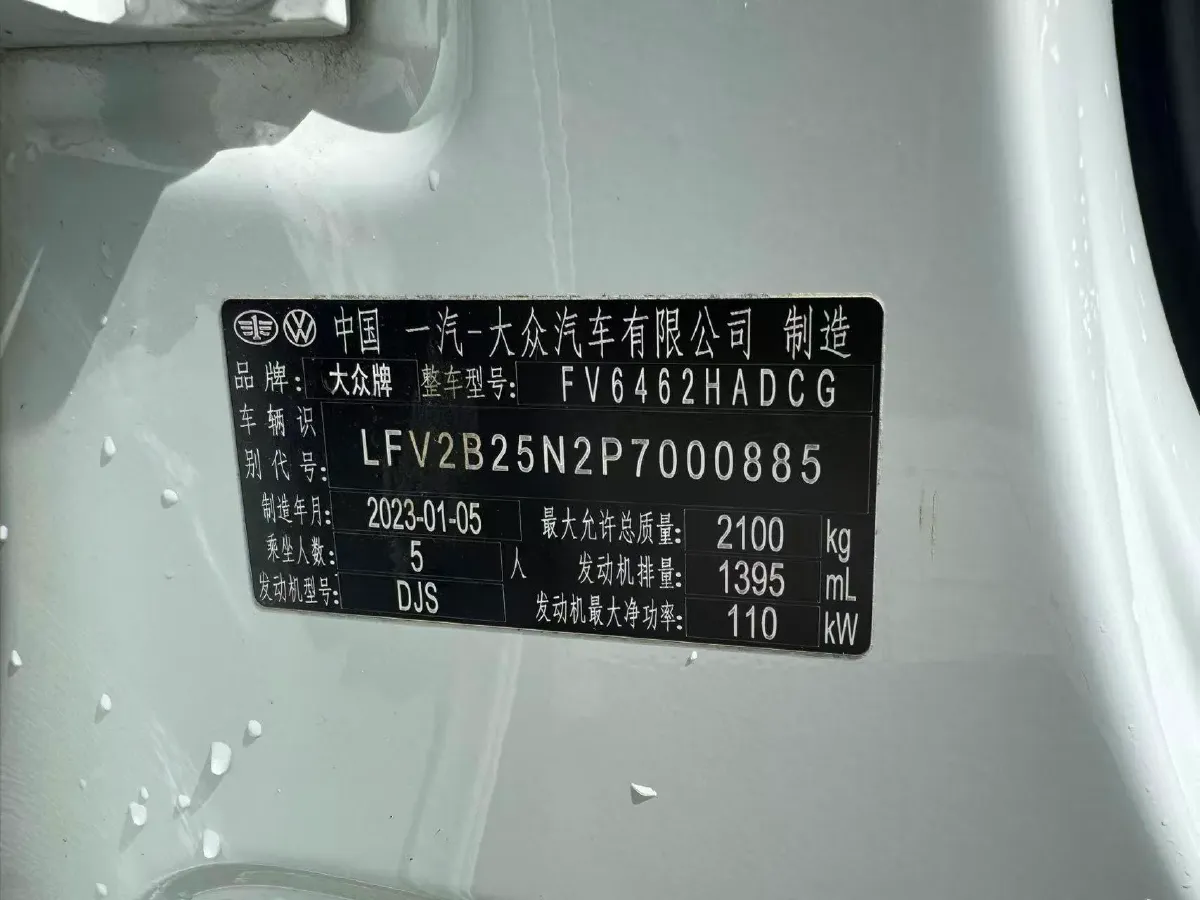 中国 一汽-大众汽车有限公司 制造
品牌: 大众牌 整车型号: FV6462HADCG
车辆识别代号: LFV2B25N2P7000885
制造年月: 2023-01-05 最大允许总质量: 2100 kg
乘坐人数: 5 人 发动机排量: 1395 mL
发动机型号: DJS 发动机最大净功率: 110 kW